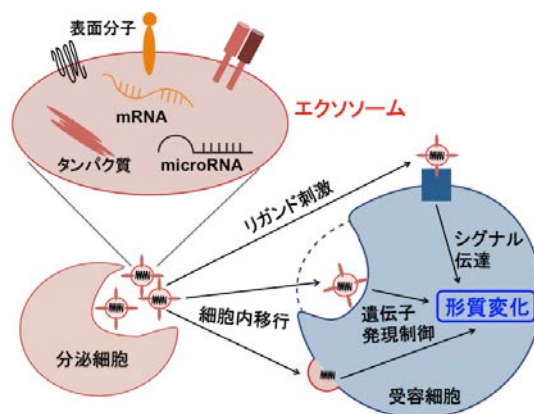 表面分子
mRNA
エクソソーム
タンパク質
microRNA
リガンド刺激
シグナル
伝達
細胞内移行
遺伝子
発現制御
形質変化
分泌細胞
受容細胞